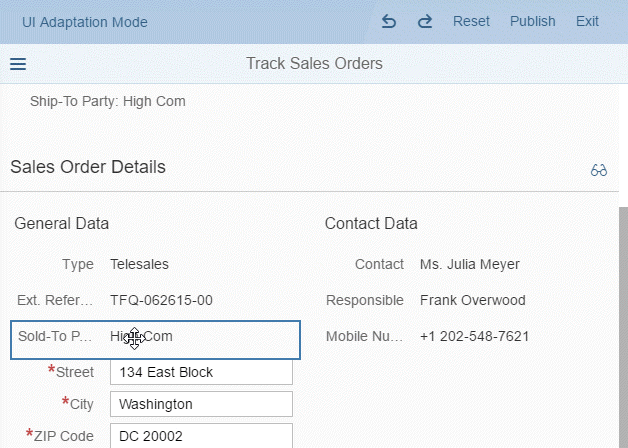 UI Adaptation Mode Reset Publish Exit
Track Sales Orders
Ship-To Party: High Com
Sales Order Details
General Data Contact Data
Type Telesales Contact Ms. Julia Meyer
Ext. Refer... TFQ-062615-00 Responsible Frank Overwood
Sold-To P... High Com Mobile Nu... +1 202-548-7621
*Street 134 East Block
*City Washington
*ZIP Code DC 20002